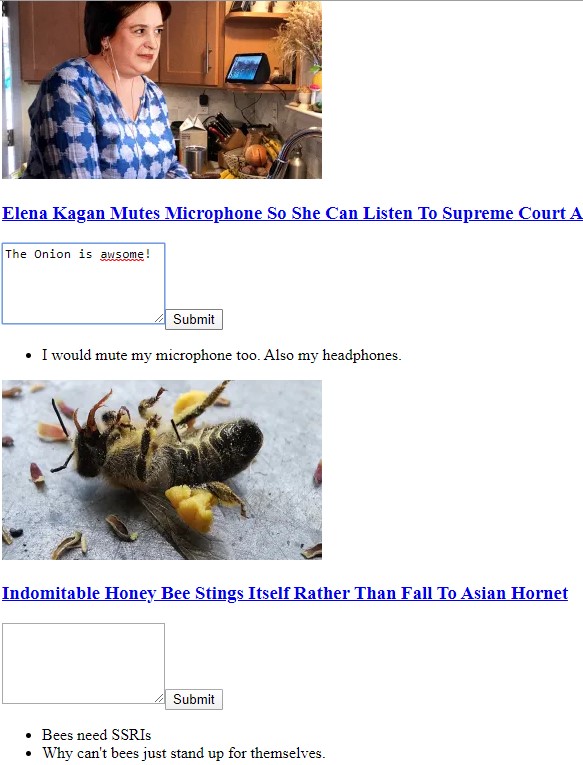 Elena Kagan Mutes Microphone So She Can Listen To Supreme Court A
The Onion is awsome!
Submit
I would mute my microphone too. Also my headphones.
Indomitable Honey Bee Stings Itself Rather Than Fall To Asian Hornet
Submit
Bees need SSRIs
Why can't bees just stand up for themselves.